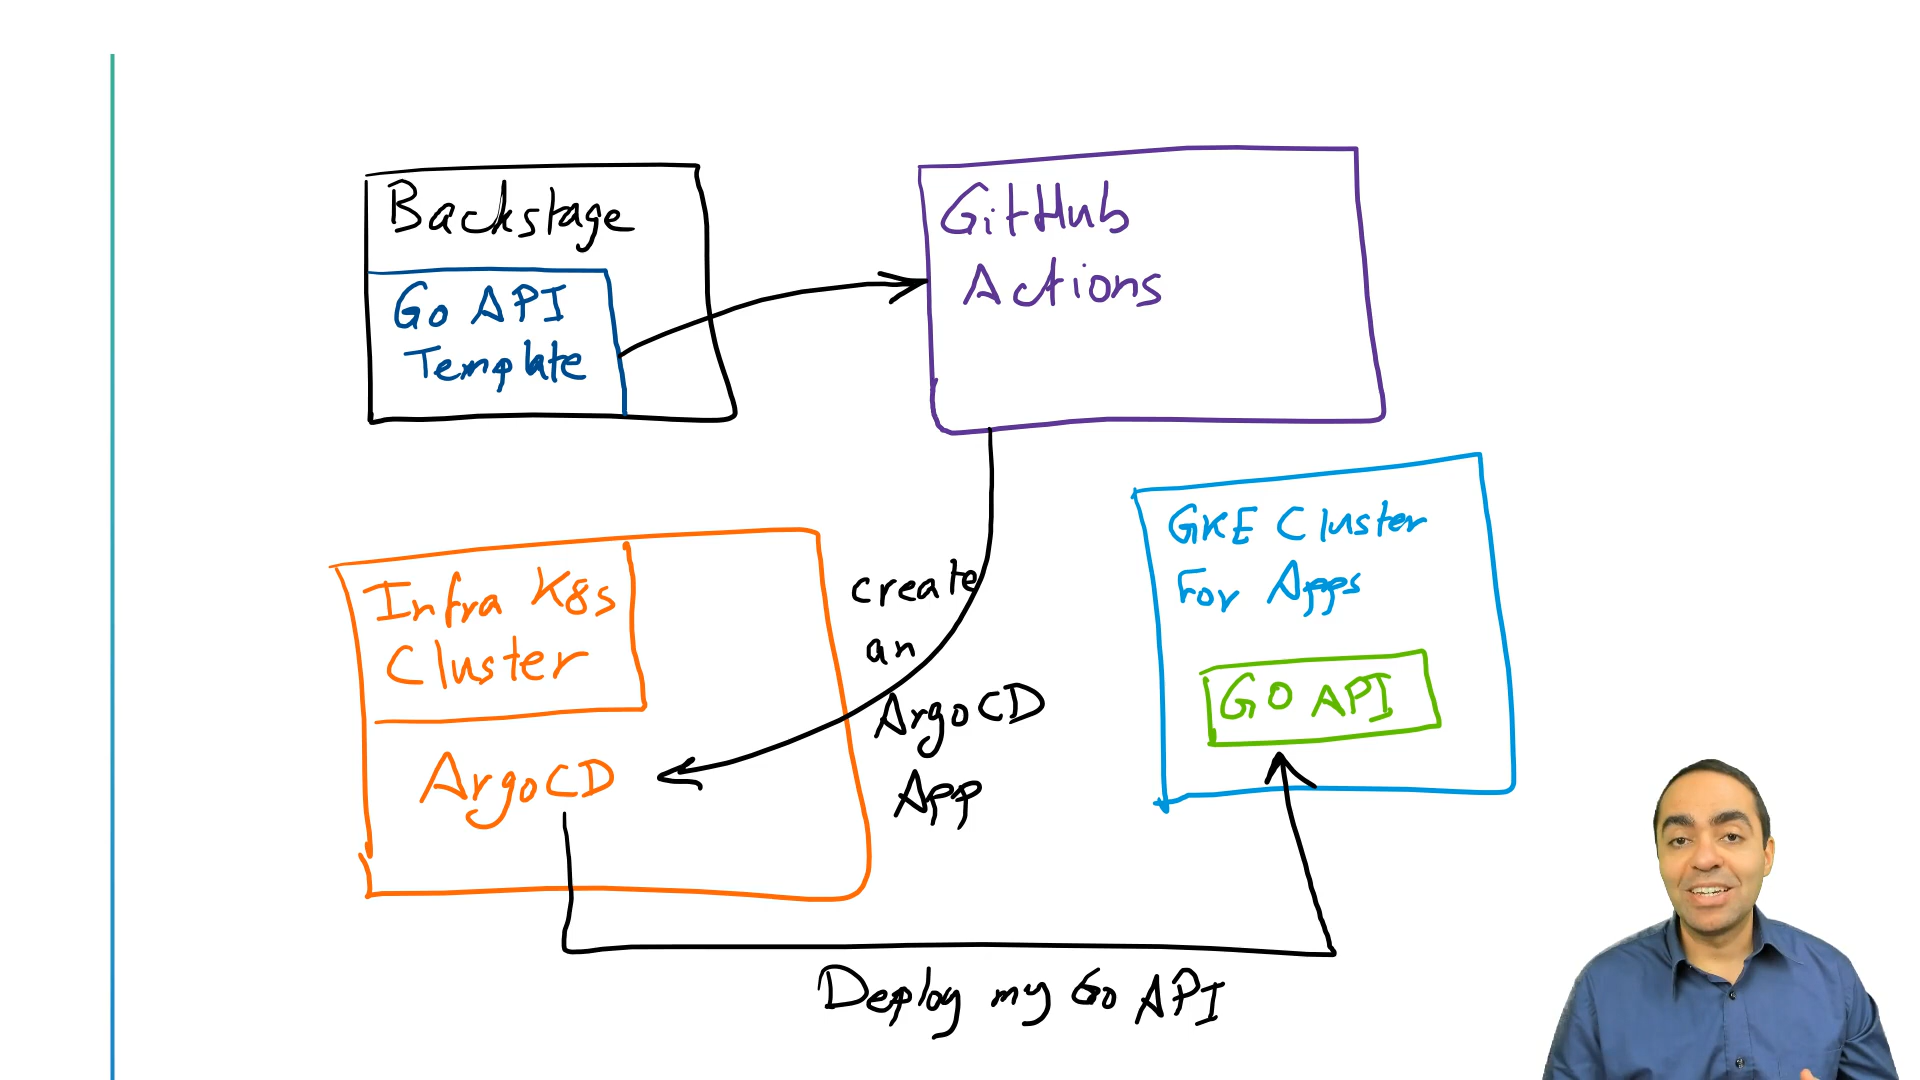 Backstage
Go API
Template
GitHub
Actions
Infra K8s
Cluster
ArgoCD
create
an
ArgoCD
App
GKE Cluster
For Apps
GO API
Deploy my Go API